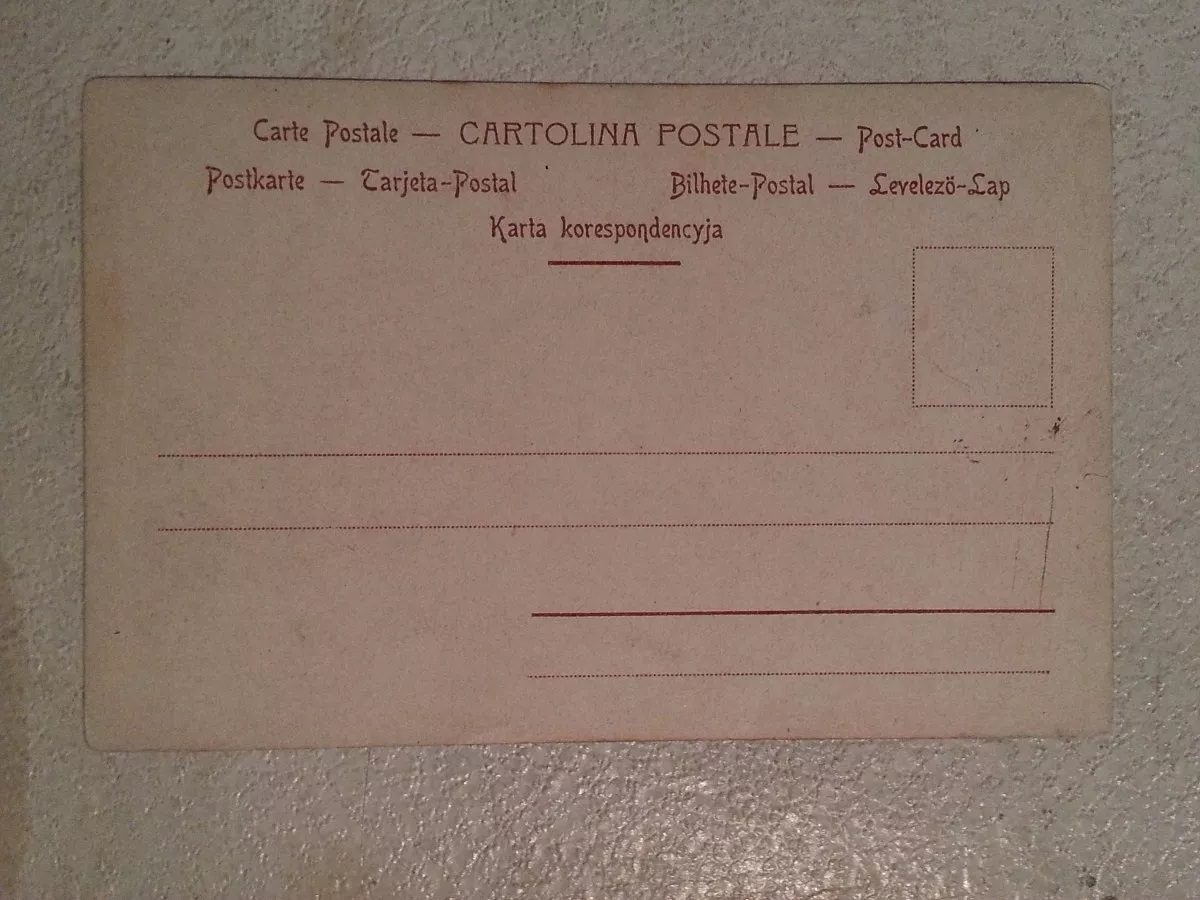 Carte Postale — CARTOLINA POSTALE — Post-Card
Postkarte — Tarjeta-Postal Bilhete-Postal — Levelezö-Lap
Karta korespondencyja